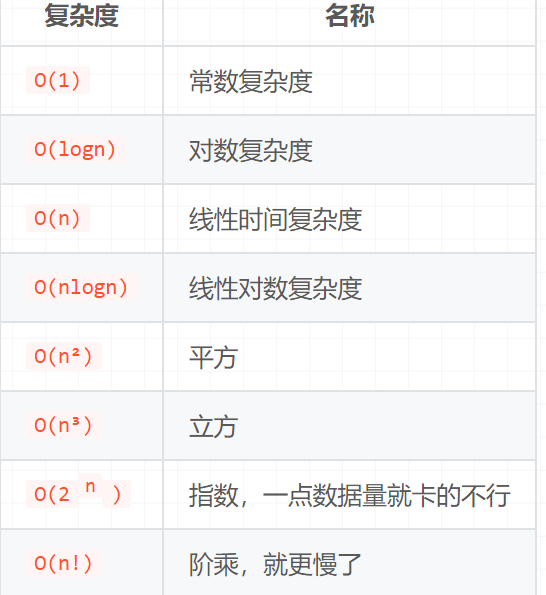 复杂度 名称
O(1) 常数复杂度
O(logn) 对数复杂度
O(n) 线性时间复杂度
O(nlogn) 线性对数复杂度
O(n²) 平方
O(n³) 立方
O(2 n ) 指数，一点数据量就卡的不行
O(n!) 阶乘，就更慢了